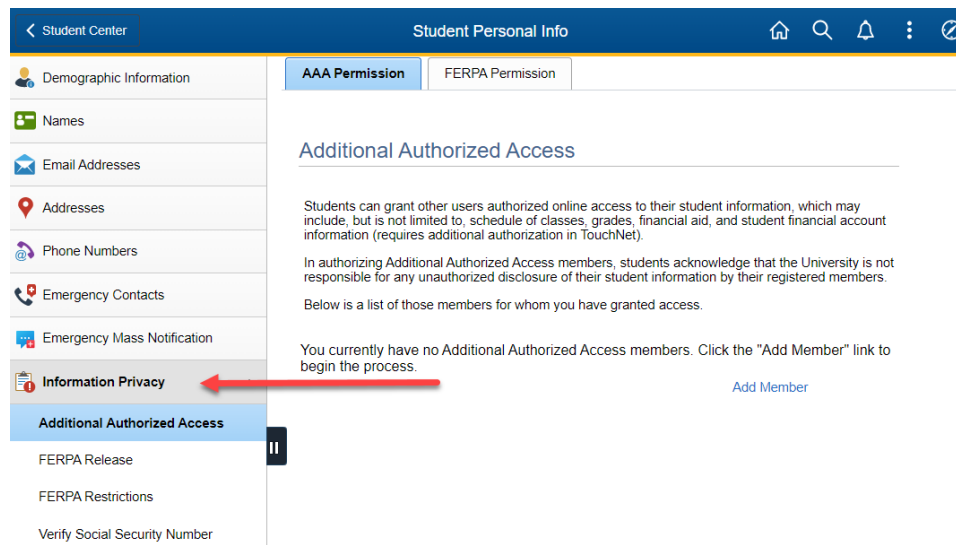 Student Center
Student Personal Info
Demographic Information
Names
Email Addresses
Addresses
Phone Numbers
Emergency Contacts
Emergency Mass Notification
Information Privacy
Additional Authorized Access
FERPA Release
FERPA Restrictions
Verify Social Security Number
AAA Permission
FERPA Permission
Additional Authorized Access
Students can grant other users authorized online access to their student information, which may
include, but is not limited to, schedule of classes, grades, financial aid, and student financial account
information (requires additional authorization in TouchNet).
In authorizing Additional Authorized Access members, students acknowledge that the University is not
responsible for any unauthorized disclosure of their student information by their registered members.
Below is a list of those members for whom you have granted access.
You currently have no Additional Authorized Access members. Click the "Add Member" link to
begin the process.
Add Member